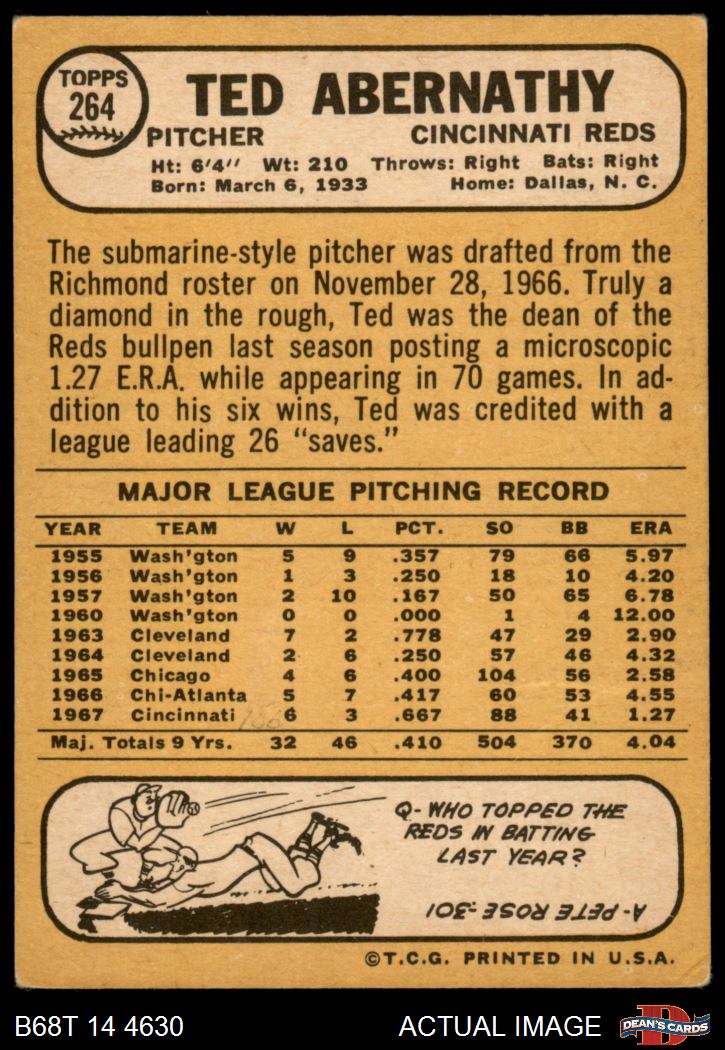 TOPPS
264
TED ABERNATHY
PITCHER CINCINNATI REDS
Ht: 6'4" Wt: 210 Throws: Right Bats: Right
Born: March 6, 1933 Home: Dallas, N. C.
The submarine-style pitcher was drafted from the
Richmond roster on November 28, 1966. Truly a
diamond in the rough, Ted was the dean of the
Reds bullpen last season posting a microscopic
1.27 E.R.A. while appearing in 70 games. In ad-
dition to his six wins, Ted was credited with a
league leading 26 "saves."
MAJOR LEAGUE PITCHING RECORD
YEAR TEAM W L PCT. SO BB ERA
1955 Wash'gton 5 9 .357 79 66 5.97
1956 Wash'gton 1 3 .250 18 10 4.20
1957 Wash'gton 2 10 .167 50 65 6.78
1960 Wash'gton 0 0 .000 1 4 12.00
1963 Cleveland 7 2 .778 47 29 2.90
1964 Cleveland 2 6 .250 57 46 4.32
1965 Chicago 4 6 .400 104 56 2.58
1966 Chi-Atlanta 5 7 .417 60 53 4.55
1967 Cincinnati 6 3 .667 88 41 1.27
Maj. Totals 9 Yrs. 32 46 .410 504 370 4.04
Q-WHO TOPPED THE
REDS IN BATTING
LAST YEAR?
A-PETE ROSE-301
©T.C.G. PRINTED IN U.S.A.
B68T 14 4630 ACTUAL IMAGE DEAN'S CARDS